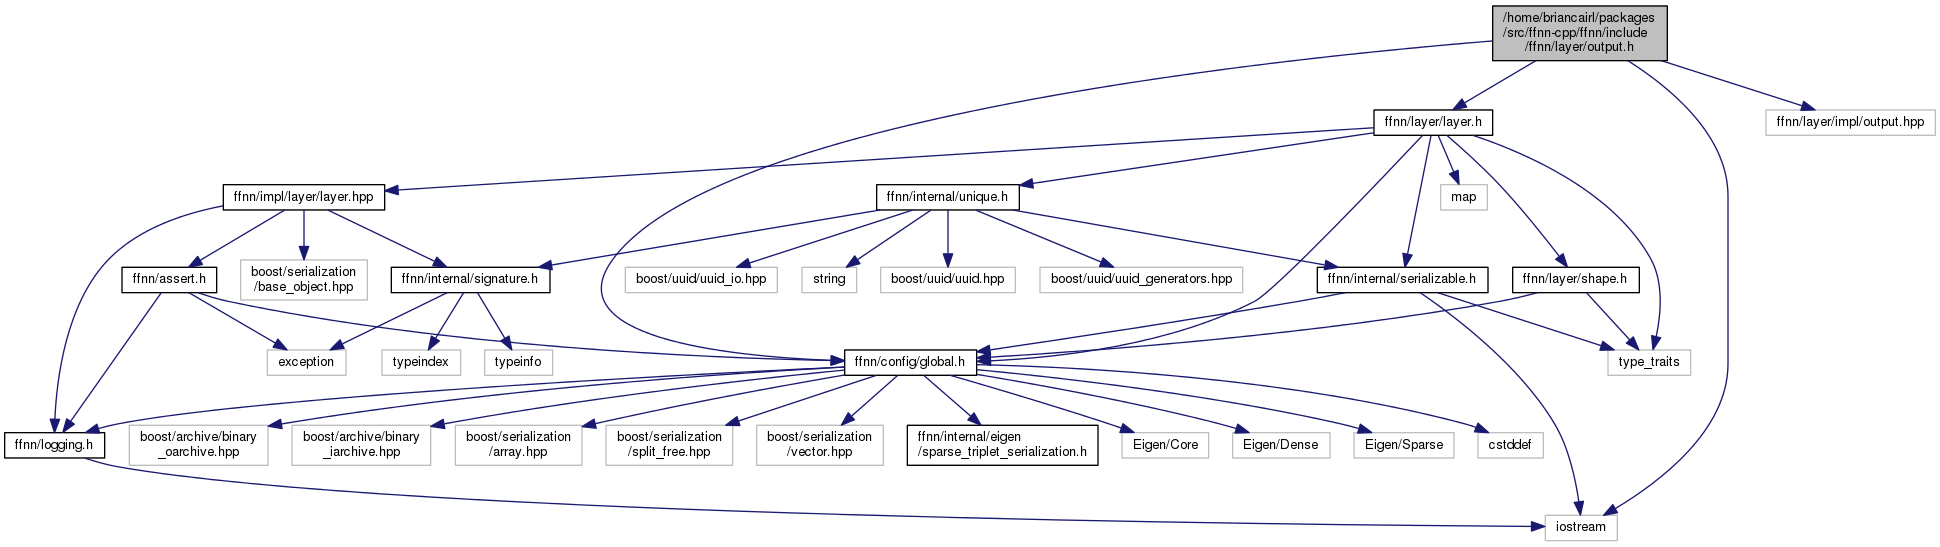 /home/briancairl/packages
/src/ffnn-cpp/ffnn/include
/ffnn/layer/output.h
ffnn/layer/layer.h
ffnn/layer/impl/output.hpp
ffnn/impl/layer/layer.hpp
ffnn/internal/unique.h
map
ffnn/assert.h
boost/serialization
/base_object.hpp
ffnn/internal/signature.h
boost/uuid/uuid_io.hpp
string
boost/uuid/uuid.hpp
boost/uuid/uuid_generators.hpp
ffnn/internal/serializable.h
ffnn/layer/shape.h
exception
typeindex
typeinfo
ffnn/config/global.h
type_traits
ffnn/logging.h
boost/archive/binary
_oarchive.hpp
boost/archive/binary
_iarchive.hpp
boost/serialization
/array.hpp
boost/serialization
/split_free.hpp
boost/serialization
/vector.hpp
ffnn/internal/eigen
/sparse_triplet_serialization.h
Eigen/Core
Eigen/Dense
Eigen/Sparse
cstddef
iostream